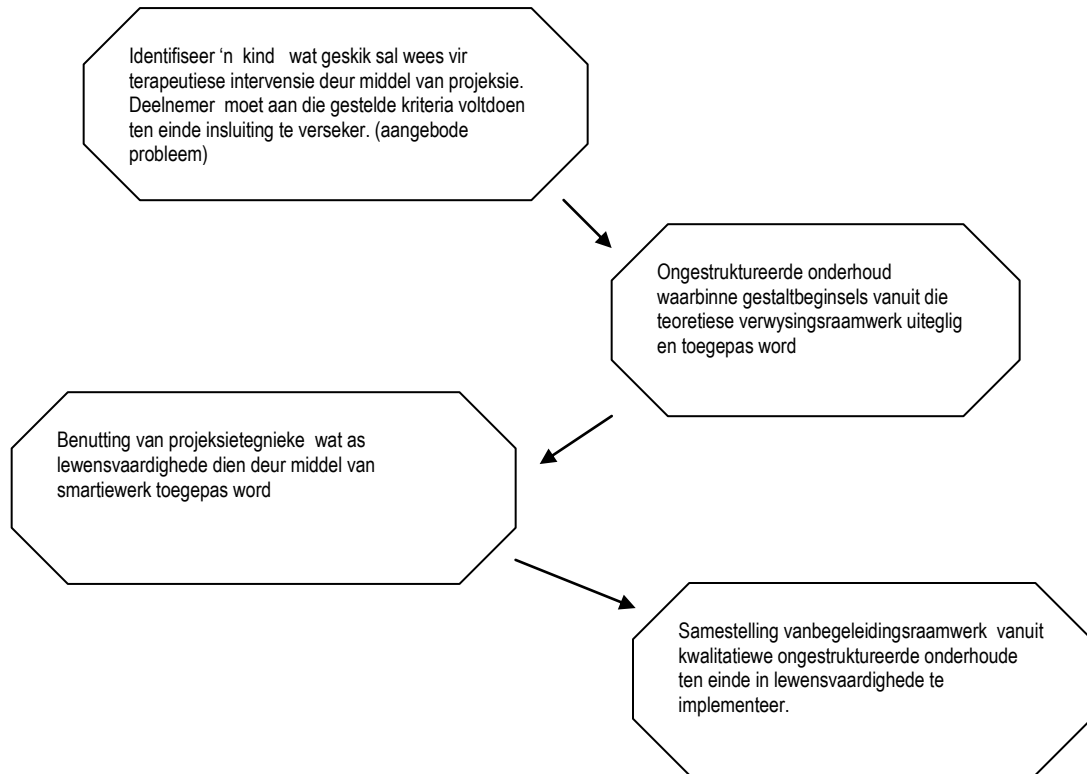 Identifiseer ‘n kind wat geskik sal wees vir
terapeutiese intervensie deur middel van projeksie.
Deelnemer moet aan die gestelde kriteria voltdoen
ten einde insluiting te verseker. (aangebode
probleem)
Ongestruktureerde onderhoud
waarbinne gestaltbeginsels vanuit die
teoretiese verwysingsraamwerk uiteglig
en toegepas word
Benutting van projeksietegnieke wat as
lewensvaardighede dien deur middel van
smartiewerk toegepas word
Samestelling vanbegeleidingsraamwerk vanuit
kwalitatiewe ongestruktureerde onderhoude
ten einde in lewensvaardighede te
implementeer.